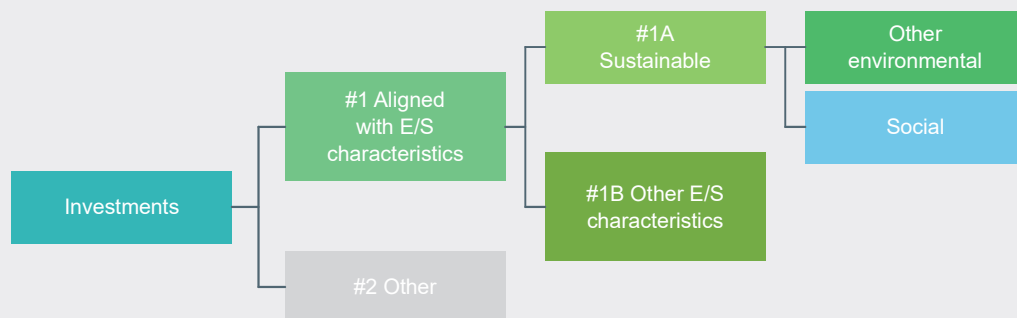 #1A
Sustainable
Other
environmental
#1 Aligned
with E/S
characteristics
Social
Investments
#1B Other E/S
characteristics
#2 Other